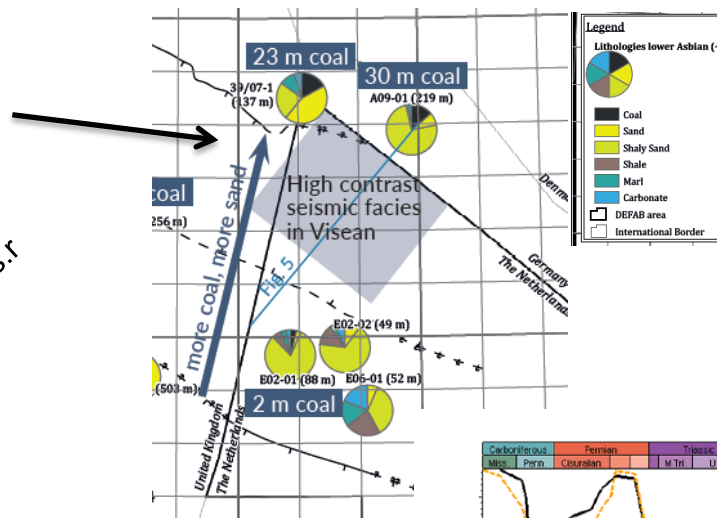 23 m coal
39/07-1
(137 m)
30 m coal
A09-01 (219 m)
more coal, more sand
High contrast
seismic facies
in Visean
coal
256 m)
Fig. 5
Germany
The Netherlands
E02-02 (49 m)
E02-01 (88 m)
E06-01 (52 m)
(503 m)
2 m coal
United Kingdom
The Netherlands
Legend
Lithologies lower Asbian (
Coal
Sand
Shaly Sand
Shale
Marl
Carbonate
DEFAB area
International Border
Carboniferous Permian Triassic
Miss. Penn Cisuralian M Tri U